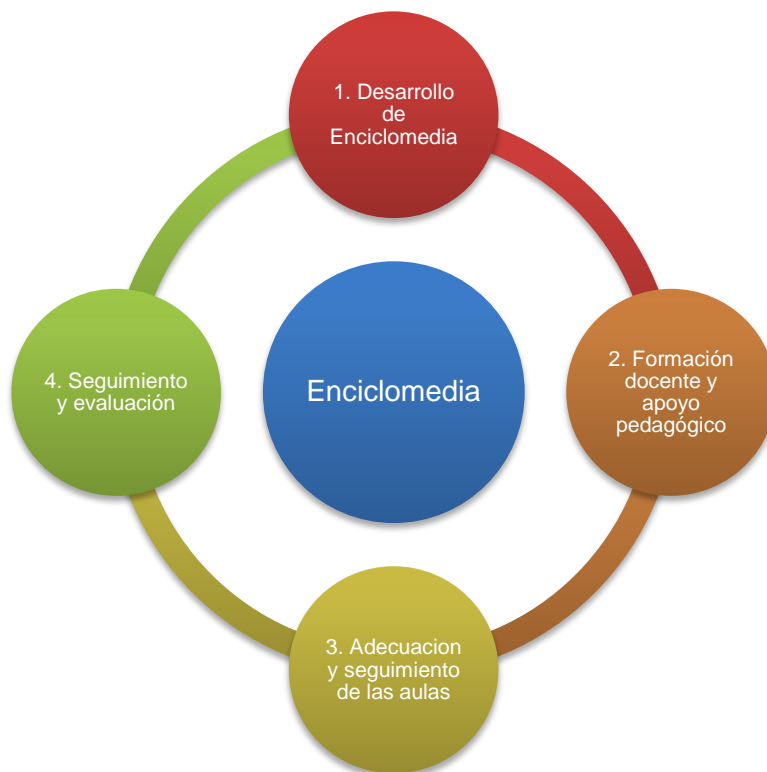 1. Desarrollo
de
Enciclomedia
Enciclomedia
2. Formación
docente y
apoyo
pedagógico
3. Adecuacion
y seguimiento
de las aulas
4. Seguimiento
y evaluación